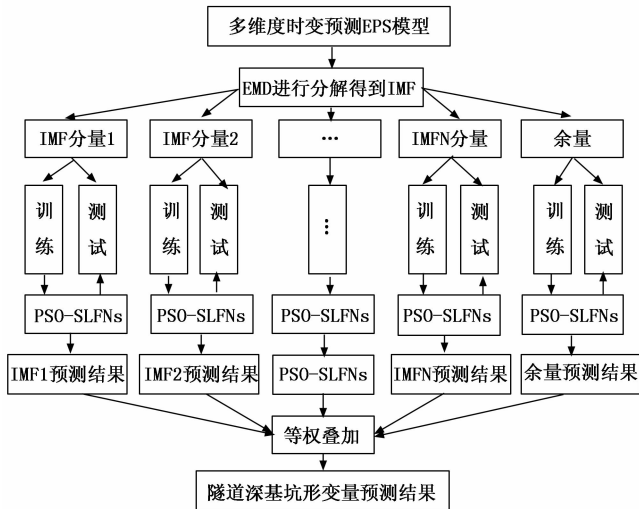 多维度时变预测EPS模型
EMD进行分解得到IMF
IMF分量1
IMF分量2
…
IMFN分量
余量
训练
测试
训练
测试
⋮
训练
测试
训练
测试
PSO-SLFNs
PSO-SLFNs
PSO-SLFNs
PSO-SLFNs
PSO-SLFNs
IMF1预测结果
IMF2预测结果
PSO-SLFNs
IMFN预测结果
余量预测结果
等权叠加
隧道深基坑形变量预测结果